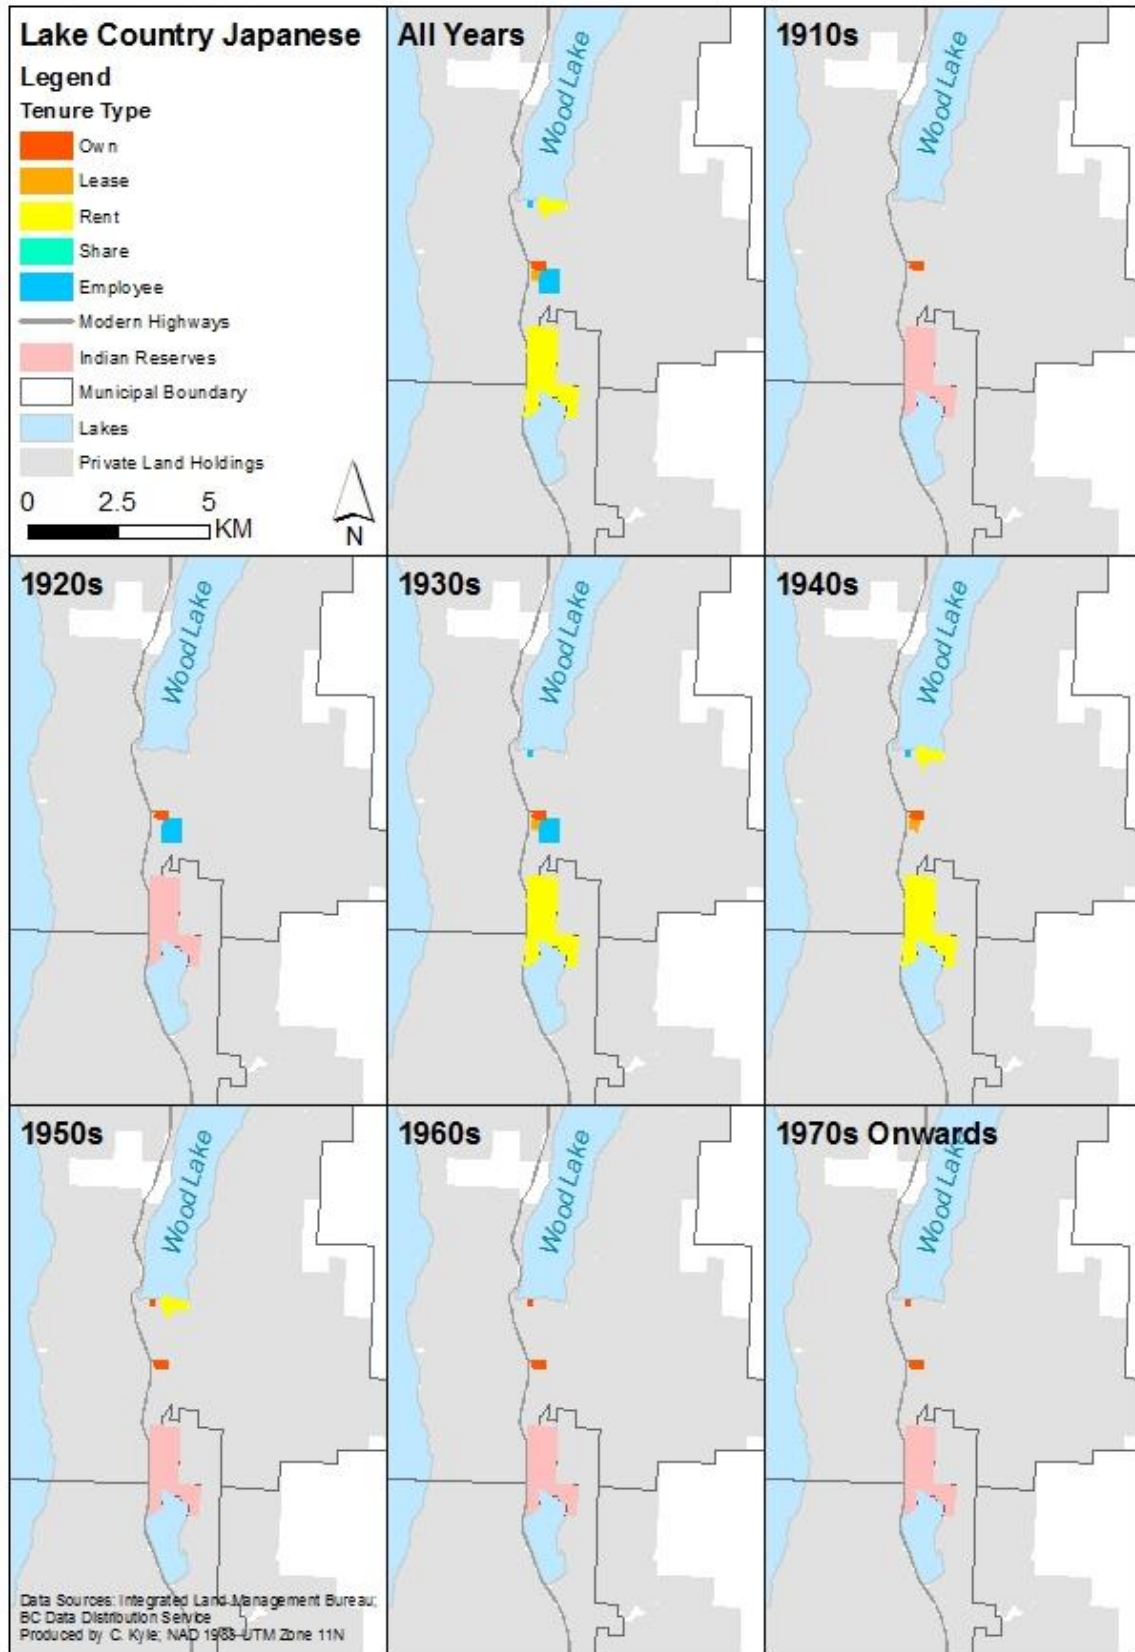 Lake Country Japanese
Legend
Tenure Type
Own
Lease
Rent
Share
Employee
Modern Highways
Indian Reserves
Municipal Boundary
Lakes
Private Land Holdings
0 2.5 5
KM
N
All Years
Wood Lake
1910s
Wood Lake
1920s
Wood Lake
1930s
Wood Lake
1940s
Wood Lake
1950s
Wood Lake
1960s
Wood Lake
1970s Onwards
Wood Lake
Data Sources: Integrated Land Management Bureau;
BC Data Distribution Service
Produced by C. Kyle; NAD 1983 UTM Zone 11N